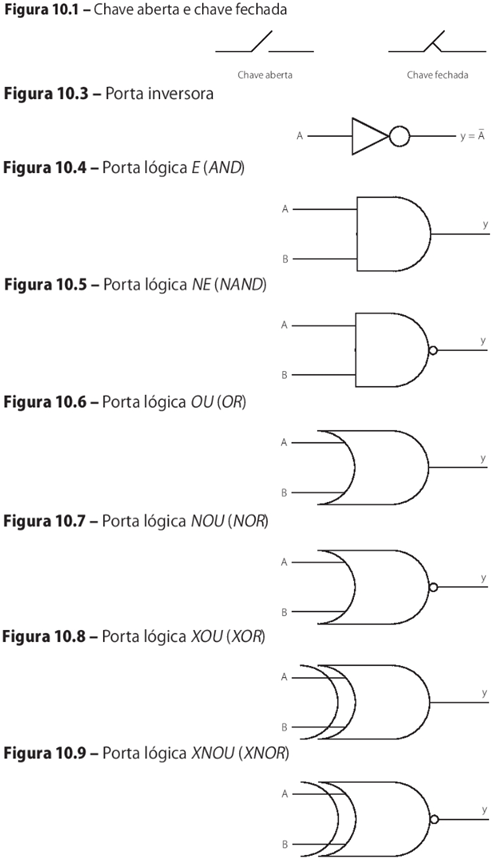 Figura 10.1 – Chave aberta e chave fechada
Chave aberta
Chave fechada
Figura 10.3 – Porta inversora
A
y = Ā
Figura 10.4 – Porta lógica E (AND)
A
y
B
Figura 10.5 – Porta lógica NE (NAND)
A
y
B
Figura 10.6 – Porta lógica OU (OR)
A
y
B
Figura 10.7 – Porta lógica NOU (NOR)
A
y
B
Figura 10.8 – Porta lógica XOU (XOR)
A
y
B
Figura 10.9 – Porta lógica XNOU (XNOR)
A
y
B